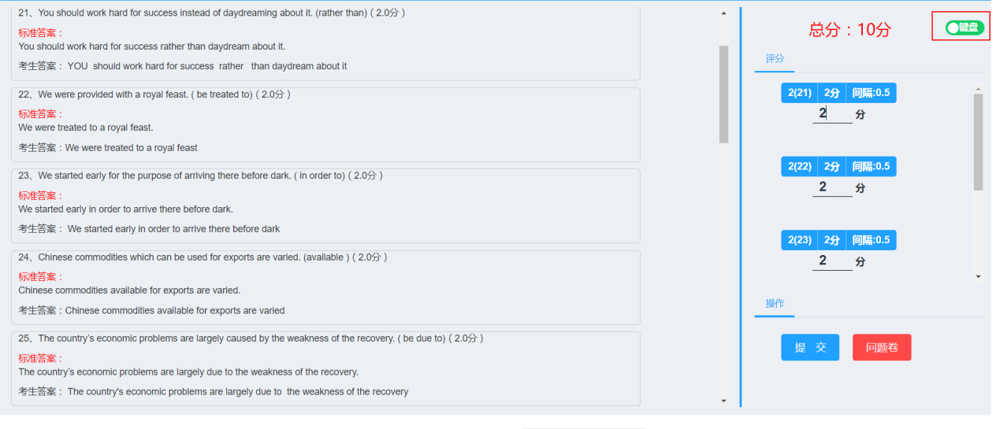 21、You should work hard for success instead of daydreaming about it. (rather than)（2.0分）
标准答案：
You should work hard for success rather than daydream about it.
考生答案： YOU should work hard for success rather than daydream about it
22、We were provided with a royal feast. ( be treated to)（2.0分）
标准答案：
We were treated to a royal feast.
考生答案：We were treated to a royal feast
23、We started early for the purpose of arriving there before dark. ( in order to)（2.0分）
标准答案：
We started early in order to arrive there before dark.
考生答案： We started early in order to arrive there before dark
24、Chinese commodities which can be used for exports are varied. (available )（2.0分）
标准答案：
Chinese commodities available for exports are varied.
考生答案：Chinese commodities available for exports are varied
25、The country's economic problems are largely caused by the weakness of the recovery. ( be due to)（2.0分）
标准答案：
The country's economic problems are largely due to the weakness of the recovery.
考生答案： The country's economic problems are largely due to the weakness of the recovery
总分：10分
键盘
评分
2(21) 2分 间隔:0.5
2 分
2(22) 2分 间隔:0.5
2 分
2(23) 2分 间隔:0.5
2 分
操作
提 交 问题卷